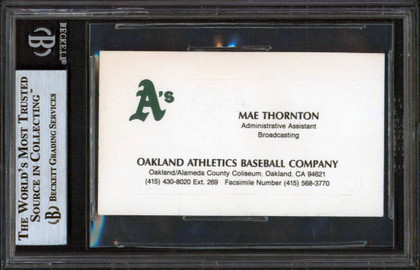 BECKETT
THE WORLD'S MOST TRUSTED
SOURCE IN COLLECTING™
BECKETT GRADING SERVICES
A's
MAE THORNTON
Administrative Assistant
Broadcasting
OAKLAND ATHLETICS BASEBALL COMPANY
Oakland/Alameda County Coliseum, Oakland, CA 94621
(415) 430-8020 Ext. 269 Facsimile Number (415) 568-3770